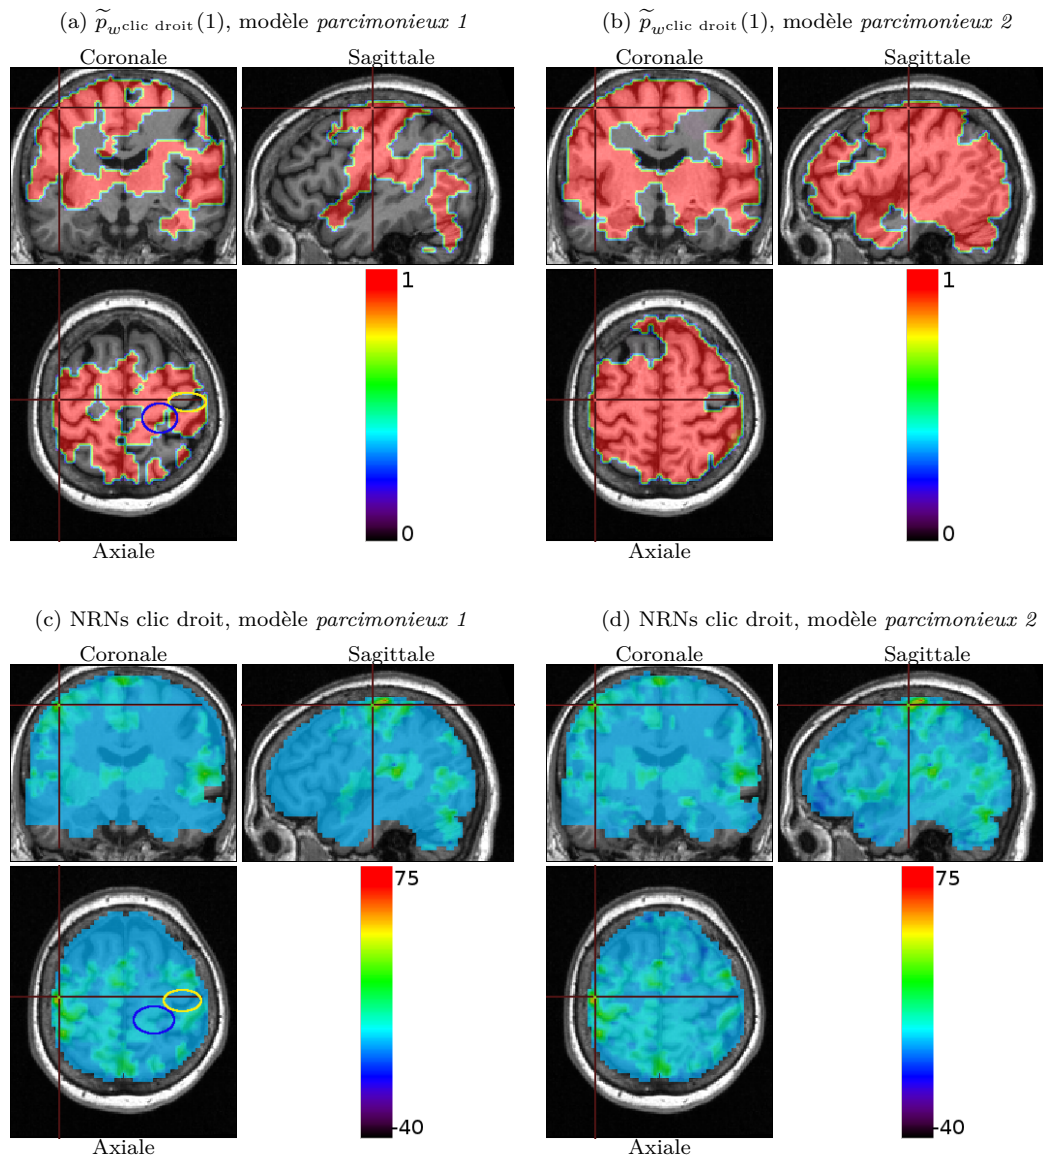 (a) p̃_{w^{clic droit}}(1), modèle parcimonieux 1
(b) p̃_{w^{clic droit}}(1), modèle parcimonieux 2
Coronale
Sagittale
Coronale
Sagittale
1
0
Axiale
1
0
Axiale
(c) NRNs clic droit, modèle parcimonieux 1
(d) NRNs clic droit, modèle parcimonieux 2
Coronale
Sagittale
Coronale
Sagittale
75
-40
Axiale
75
-40
Axiale